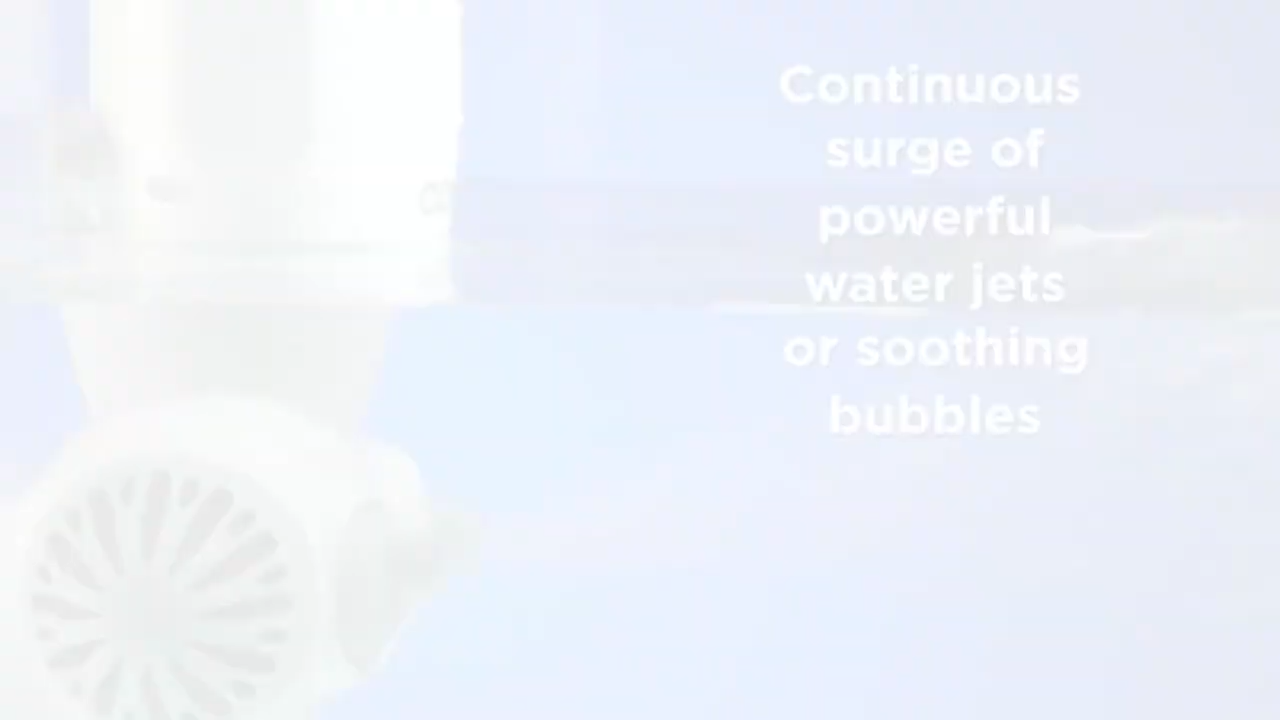 Continuous
surge of
powerful
water jets
or soothing
bubbles